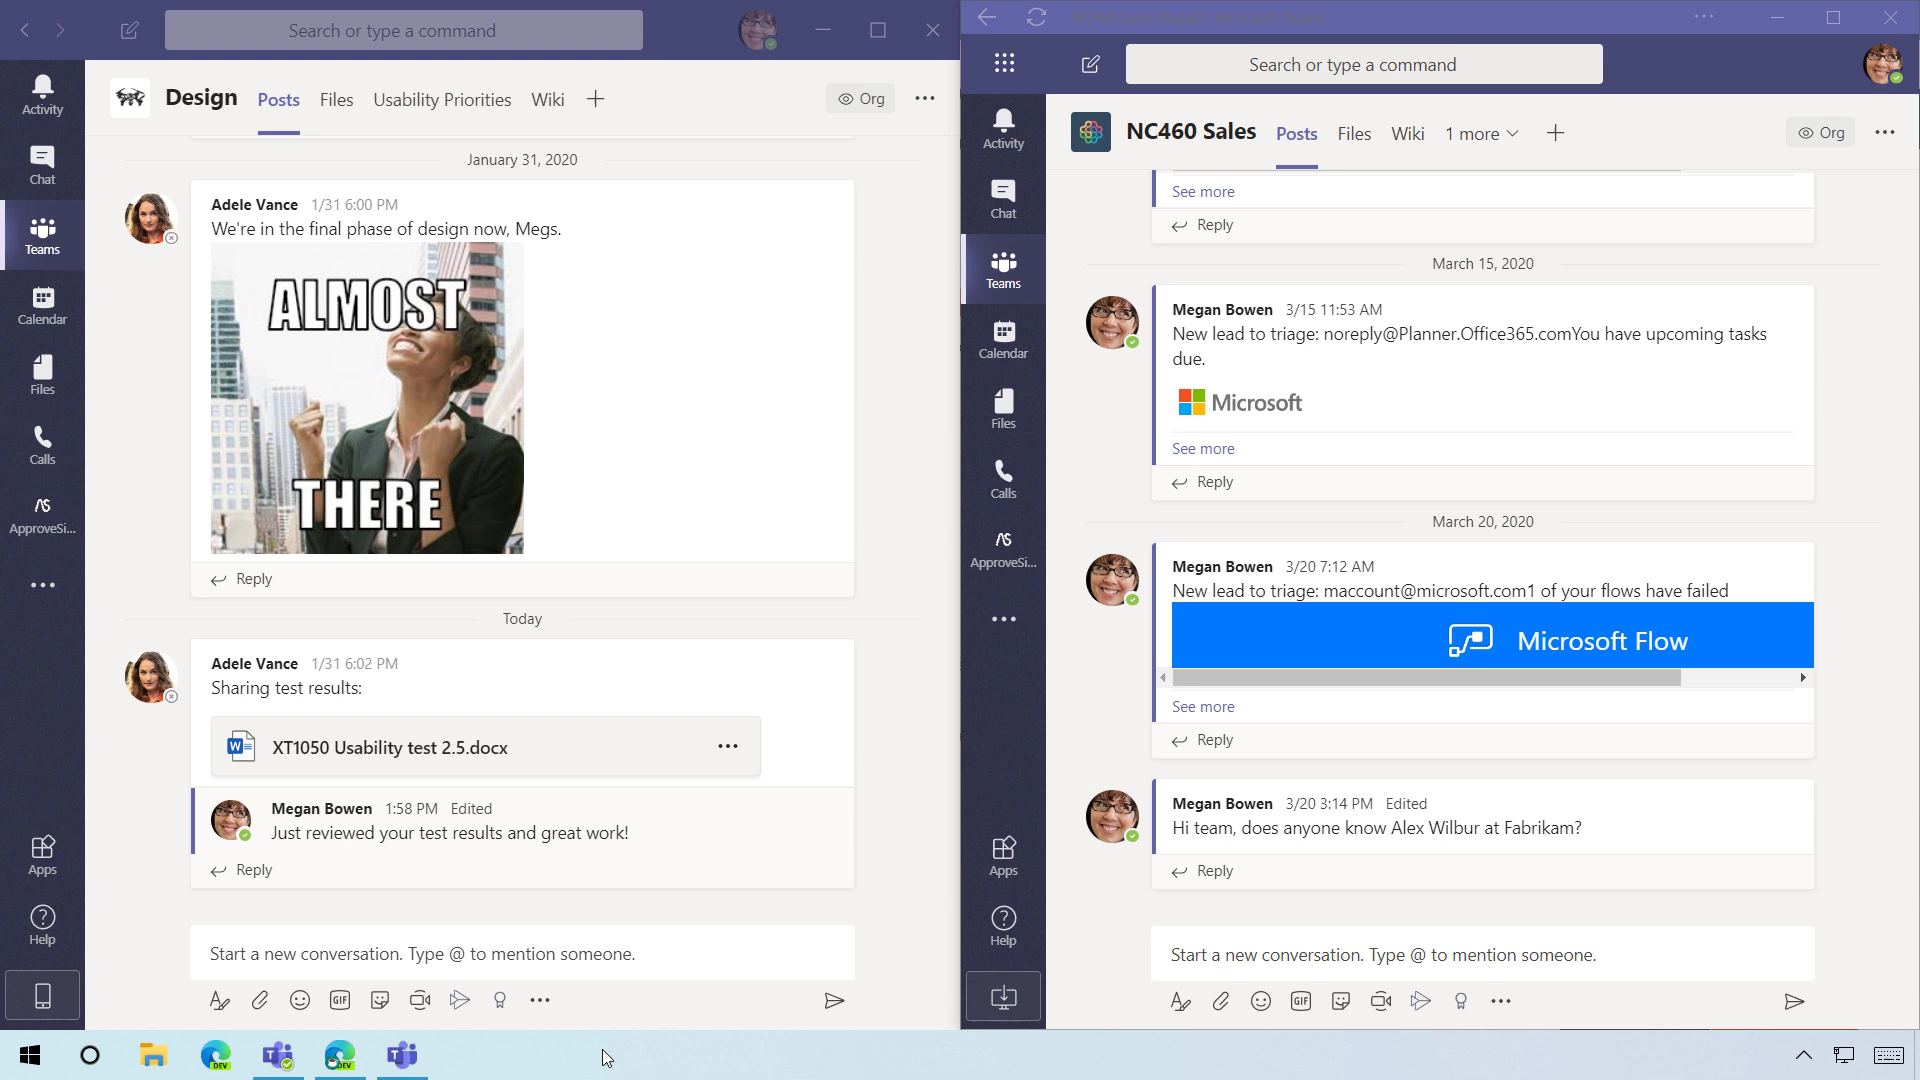 Search or type a command
Activity
Chat
Teams
Calendar
Files
Calls
ApproveSi...
Apps
Help
Design
Posts
Files
Usability Priorities
Wiki
Org
January 31, 2020
Adele Vance 1/31 6:00 PM
We're in the final phase of design now, Megs.
ALMOST
THERE
Reply
Today
Adele Vance 1/31 6:02 PM
Sharing test results:
XT1050 Usability test 2.5.docx
Megan Bowen 1:58 PM Edited
Just reviewed your test results and great work!
Reply
Start a new conversation. Type @ to mention someone.
GIF
Search or type a command
Activity
Chat
Teams
Calendar
Files
Calls
ApproveSi...
Apps
Help
NC460 Sales
Posts
Files
Wiki
1 more
Org
See more
Reply
March 15, 2020
Megan Bowen 3/15 11:53 AM
New lead to triage: noreply@Planner.Office365.comYou have upcoming tasks
due.
Microsoft
See more
Reply
March 20, 2020
Megan Bowen 3/20 7:12 AM
New lead to triage: maccount@microsoft.com1 of your flows have failed
Microsoft Flow
See more
Reply
Megan Bowen 3/20 3:14 PM Edited
Hi team, does anyone know Alex Wilbur at Fabrikam?
Reply
Start a new conversation. Type @ to mention someone.
GIF
DEV
DEV